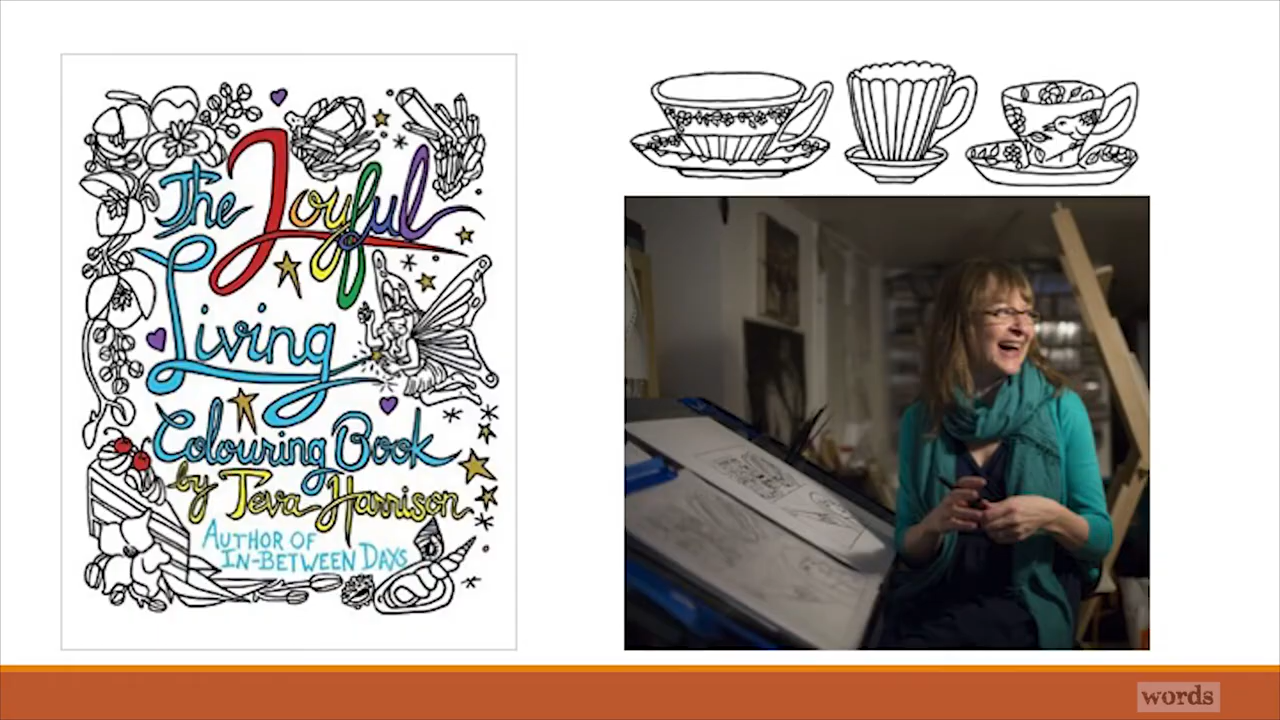 The Joyful
Living
Colouring Book
by Teva Harrison
AUTHOR OF
IN-BETWEEN DAYS
words